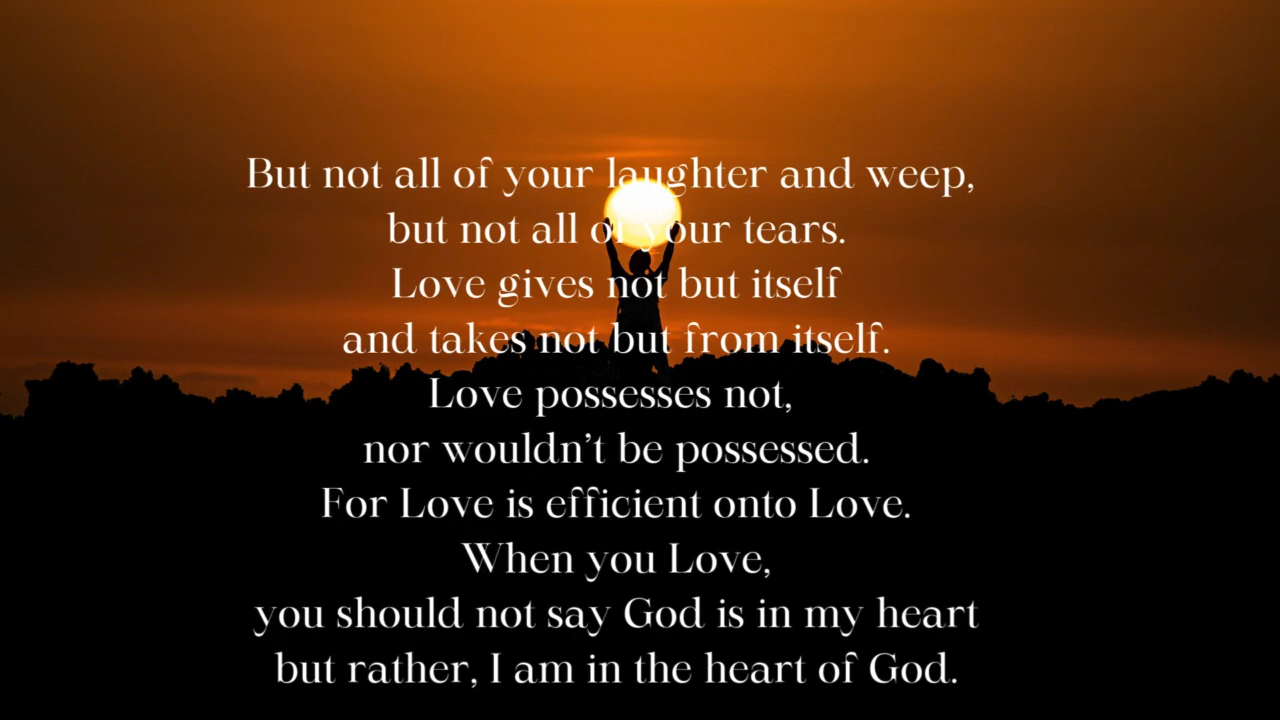 But not all of your laughter and weep,
but not all of your tears.
Love gives not but itself
and takes not but from itself.
Love possesses not,
nor wouldn't be possessed.
For Love is efficient onto Love.
When you Love,
you should not say God is in my heart
but rather, I am in the heart of God.